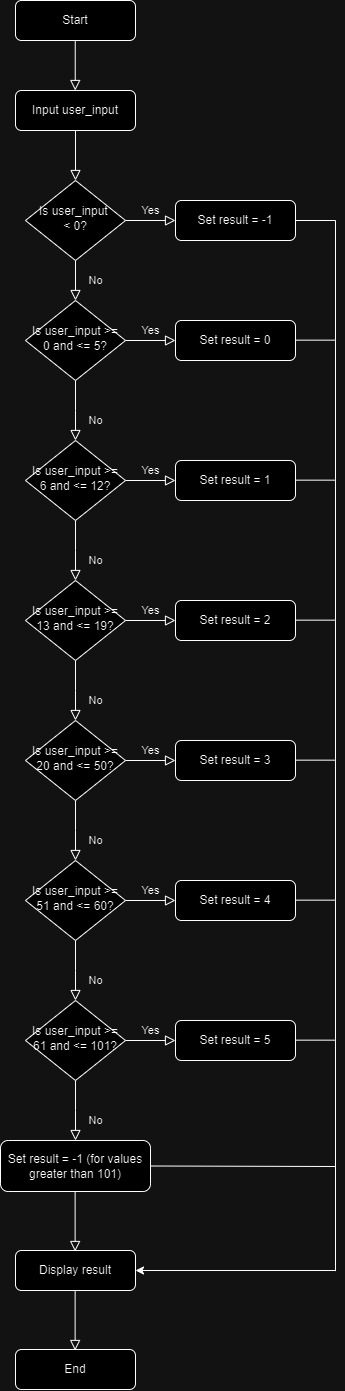 Start
Input user_input
Is user_input
< 0?
Yes
Set result = -1
No
Is user_input >=
0 and <= 5?
Yes
Set result = 0
No
Is user_input >=
6 and <= 12?
Yes
Set result = 1
No
Is user_input >=
13 and <= 19?
Yes
Set result = 2
No
Is user_input >=
20 and <= 50?
Yes
Set result = 3
No
Is user_input >=
51 and <= 60?
Yes
Set result = 4
No
Is user_input >=
61 and <= 101?
Yes
Set result = 5
No
Set result = -1 (for values
greater than 101)
Display result
End